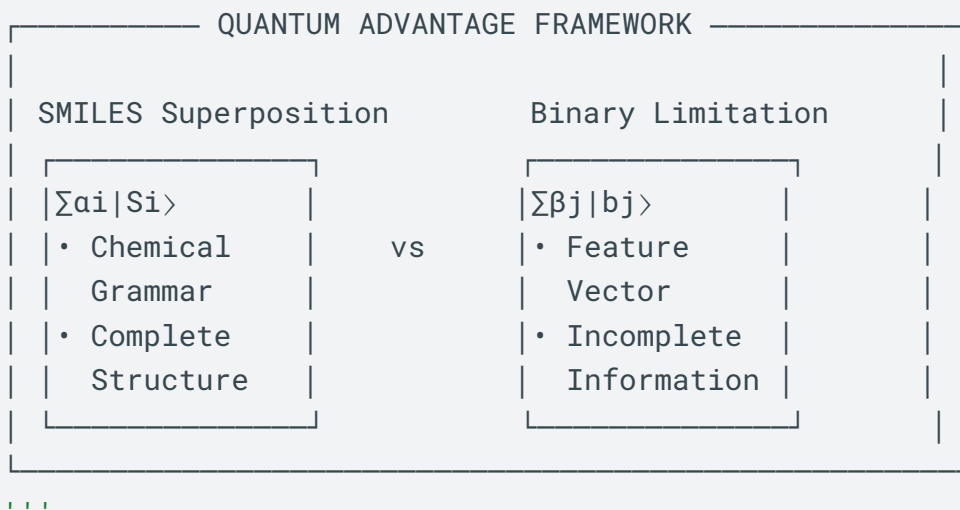 QUANTUM ADVANTAGE FRAMEWORK
SMILES Superposition Binary Limitation
∑αi|Si〉 ∑βj|bj〉
• Chemical vs • Feature
Grammar Vector
• Complete • Incomplete
Structure Information
'''